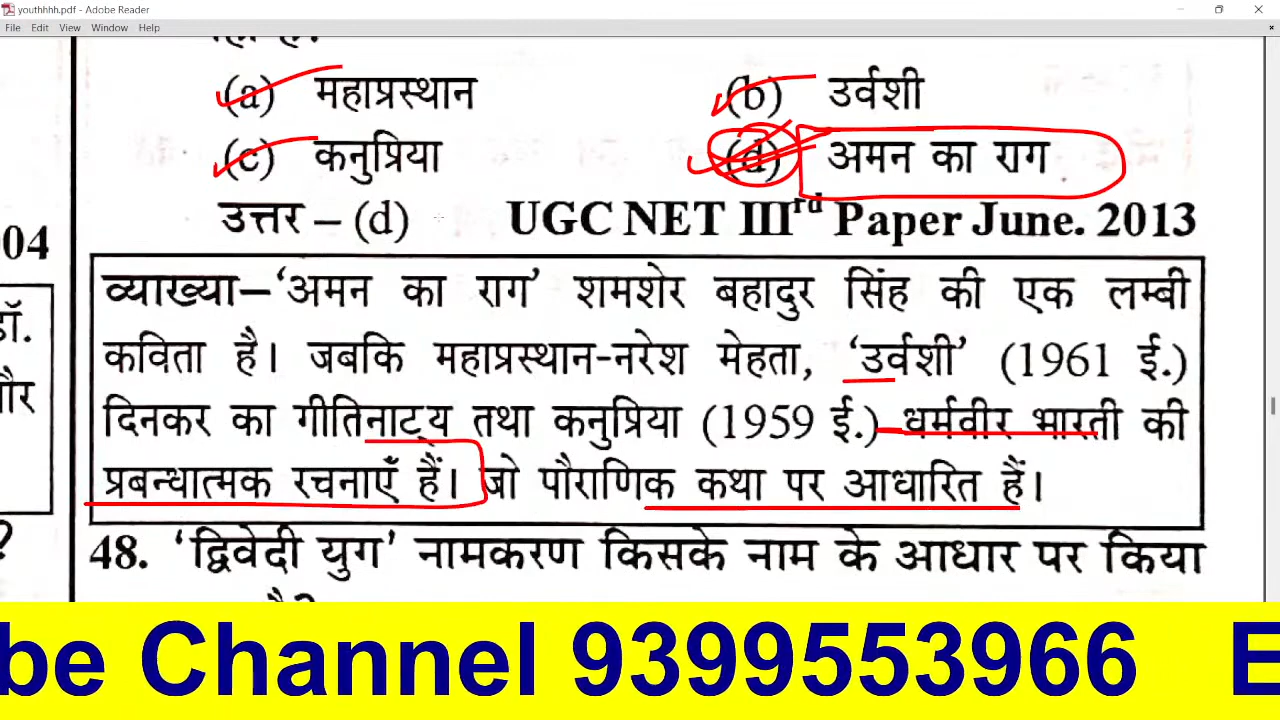 youthhhh.pdf - Adobe Reader
File Edit View Window Help
(a) महाप्रस्थान (b) उर्वशी
(c) कनुप्रिया (d) अमन का राग
उत्तर – (d) UGC NET IIIrd Paper June. 2013
04
व्याख्या–‘अमन का राग’ शमशेर बहादुर सिंह की एक लम्बी
डॉ.
कविता है। जबकि महाप्रस्थान-नरेश मेहता, ‘उर्वशी’ (1961 ई.)
और
दिनकर का गीतिनाट्य तथा कनुप्रिया (1959 ई.) धर्मवीर भारती की
प्रबन्धात्मक रचनाएँ हैं। जो पौराणिक कथा पर आधारित हैं।
?
48. ‘द्विवेदी युग’ नामकरण किसके नाम के आधार पर किया
be Channel 9399553966 E